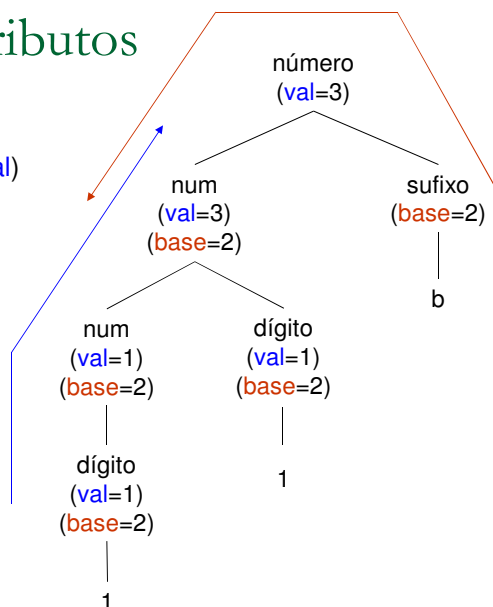 ributos
número
(val=3)
al)
num
(val=3)
(base=2)
sufixo
(base=2)
b
num
(val=1)
(base=2)
dígito
(val=1)
(base=2)
1
dígito
(val=1)
(base=2)
1